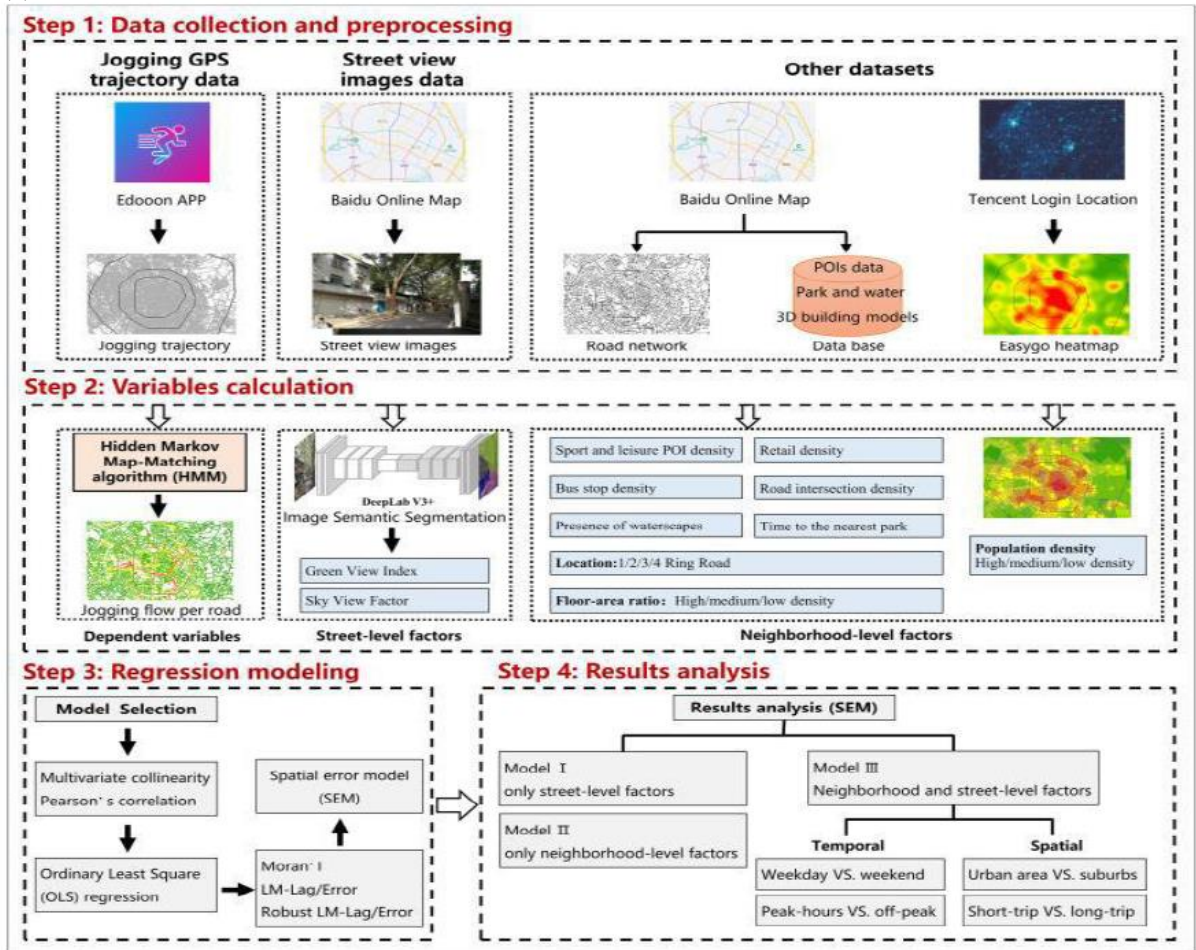 Step 1: Data collection and preprocessing
Jogging GPS
trajectory data
Street view
images data
Other datasets
Edooon APP
Baidu Online Map
Baidu Online Map
Tencent Login Location
POIs data
Park and water
3D building models
Jogging trajectory
Street view images
Road network
Data base
Easygo heatmap
Step 2: Variables calculation
Hidden Markov
Map-Matching
algorithm (HMM)
Jogging flow per road
Dependent variables
DeepLab V3+
Image Semantic Segmentation
Green View Index
Sky View Factor
Street-level factors
Sport and leisure POI density
Retail density
Bus stop density
Road intersection density
Presence of waterscapes
Time to the nearest park
Location:1/2/3/4 Ring Road
Floor-area ratio: High/medium/low density
Population density
High/medium/low density
Neighborhood-level factors
Step 3: Regression modeling
Model Selection
Multivariate collinearity
Pearson's correlation
Ordinary Least Square
(OLS) regression
Moran' I
LM-Lag/Error
Robust LM-Lag/Error
Spatial error model
(SEM)
Step 4: Results analysis
Results analysis (SEM)
Model Ⅰ
only street-level factors
Model Ⅱ
only neighborhood-level factors
Model Ⅲ
Neighborhood and street-level factors
Temporal
Weekday VS. weekend
Peak-hours VS. off-peak
Spatial
Urban area VS. suburbs
Short-trip VS. long-trip